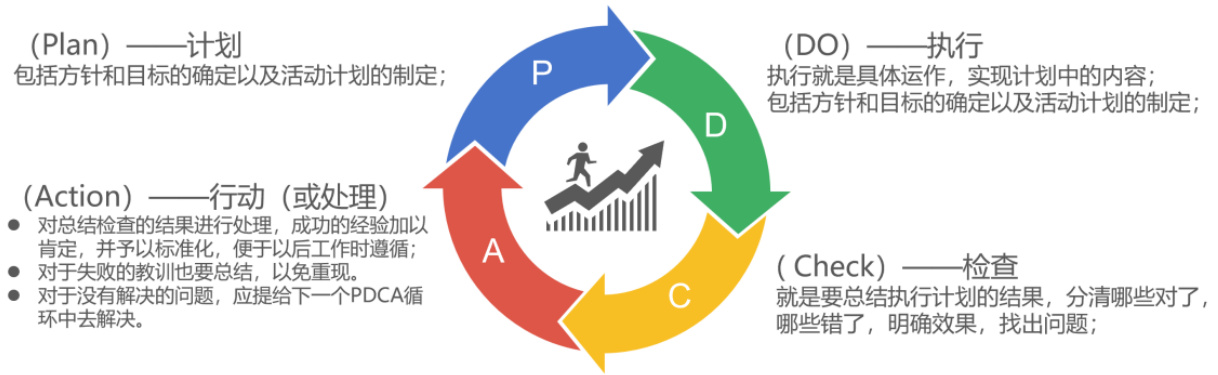 （Plan）——计划
包括方针和目标的确定以及活动计划的制定；
（DO）——执行
执行就是具体运作，实现计划中的内容；
包括方针和目标的确定以及活动计划的制定；
P
D
C
A
（Action）——行动（或处理）
● 对总结检查的结果进行处理，成功的经验加以
肯定，并予以标准化，便于以后工作时遵循；
● 对于失败的教训也要总结，以免重现。
● 对于没有解决的问题，应提给下一个PDCA循
环中去解决。
（ Check）——检查
就是要总结执行计划的结果，分清哪些对了，
哪些错了，明确效果，找出问题；